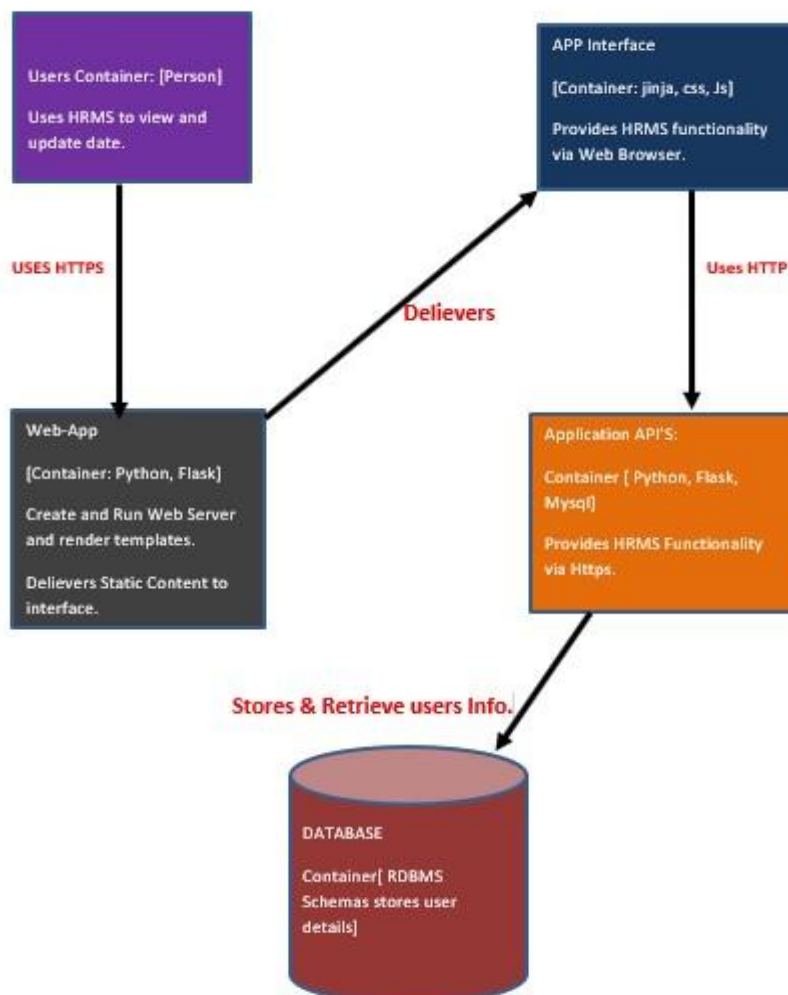 Users Container: [Person]
Uses HRMS to view and
update date.
APP Interface
[Container: jinja, css, Js]
Provides HRMS functionality
via Web Browser.
USES HTTPS
Uses HTTP
Delievers
Web-App
[Container: Python, Flask]
Create and Run Web Server
and render templates.
Delievers Static Content to
interface.
Application API'S:
Container [ Python, Flask,
Mysql]
Provides HRMS Functionality
via Https.
Stores & Retrieve users Info.
DATABASE
Container[ RDBMS
Schemas stores user
details]